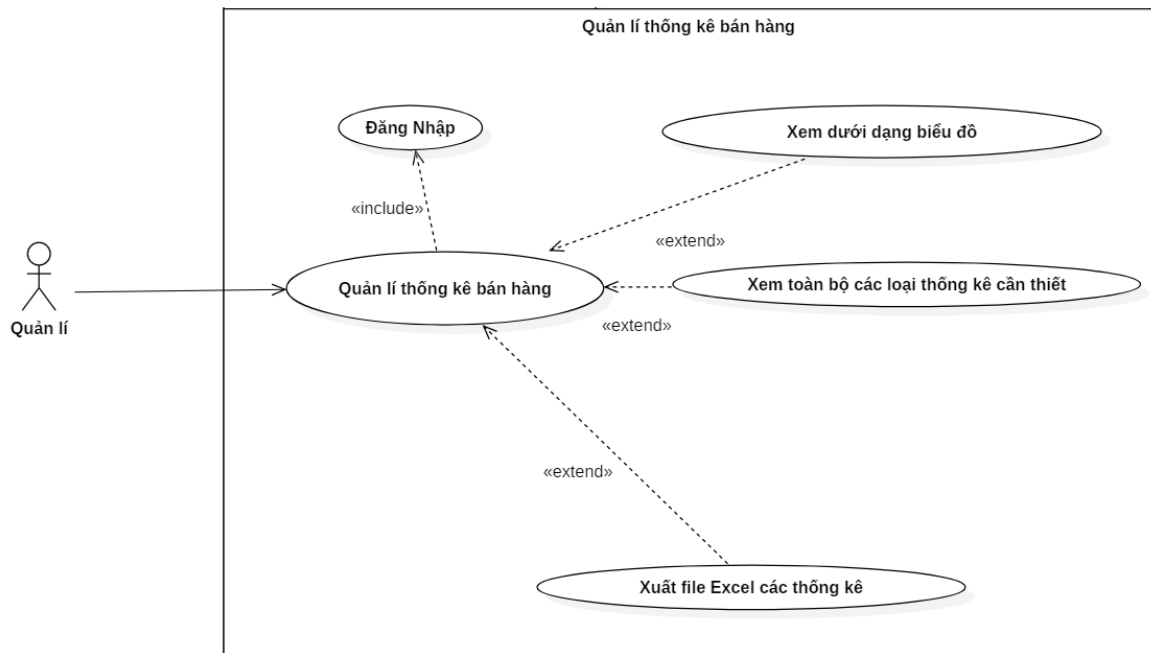 Quản lí thống kê bán hàng
Đăng Nhập
Xem dưới dạng biểu đồ
«include»
«extend»
Quản lí thống kê bán hàng
Xem toàn bộ các loại thống kê cần thiết
Quản lí
«extend»
«extend»
Xuất file Excel các thống kê